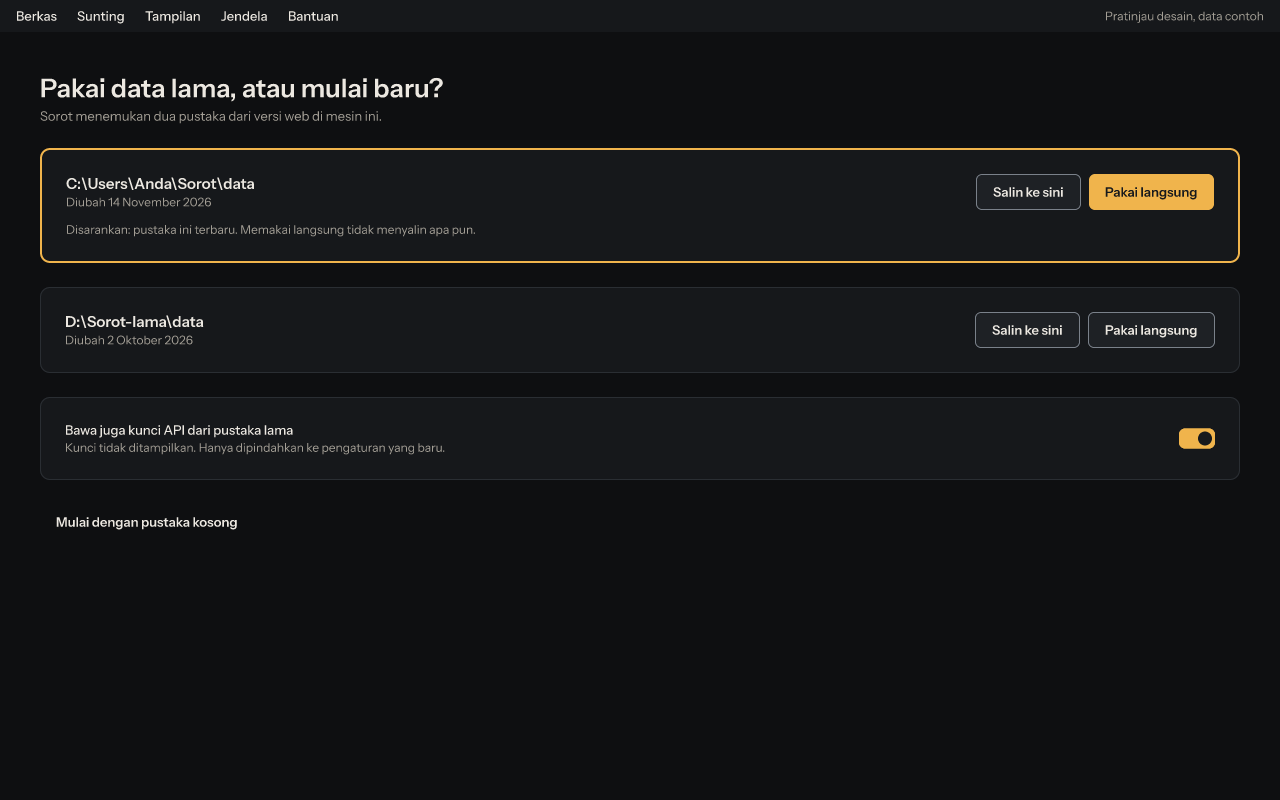 Berkas Sunting Tampilan Jendela Bantuan Pratinjau desain, data contoh
Pakai data lama, atau mulai baru?
Sorot menemukan dua pustaka dari versi web di mesin ini.
C:\Users\Anda\Sorot\data
Diubah 14 November 2026
Disarankan: pustaka ini terbaru. Memakai langsung tidak menyalin apa pun.
Salin ke sini Pakai langsung
D:\Sorot-lama\data
Diubah 2 Oktober 2026
Salin ke sini Pakai langsung
Bawa juga kunci API dari pustaka lama
Kunci tidak ditampilkan. Hanya dipindahkan ke pengaturan yang baru.
Mulai dengan pustaka kosong